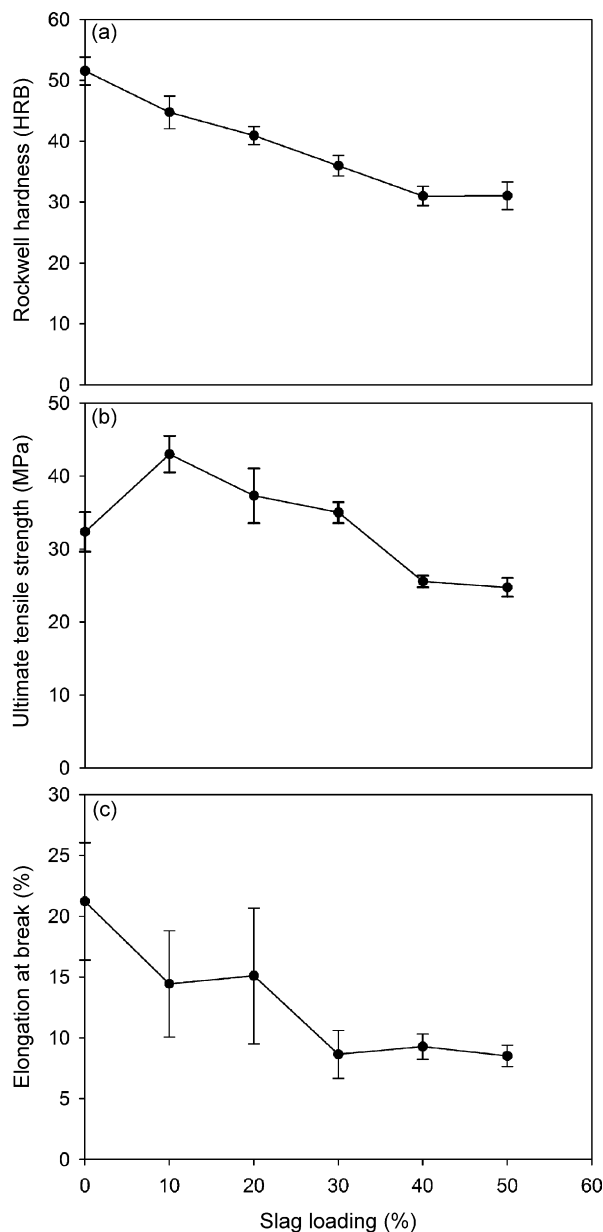 (a)
Rockwell hardness (HRB)
60
50
40
30
20
10
0
(b)
Ultimate tensile strength (MPa)
50
40
30
20
10
0
(c)
Elongation at break (%)
30
25
20
15
10
5
0
0 10 20 30 40 50 60
Slag loading (%)